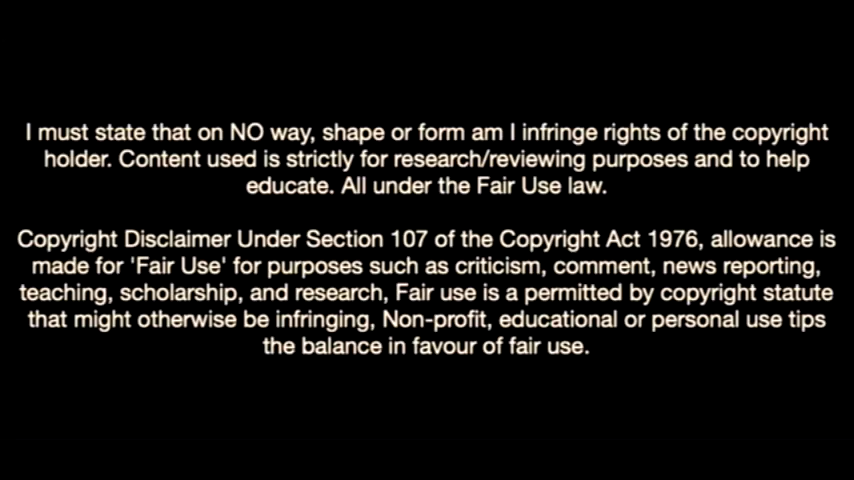 I must state that on NO way, shape or form am I infringe rights of the copyright
holder. Content used is strictly for research/reviewing purposes and to help
educate. All under the Fair Use law.
Copyright Disclaimer Under Section 107 of the Copyright Act 1976, allowance is
made for 'Fair Use' for purposes such as criticism, comment, news reporting,
teaching, scholarship, and research, Fair use is a permitted by copyright statute
that might otherwise be infringing, Non-profit, educational or personal use tips
the balance in favour of fair use.